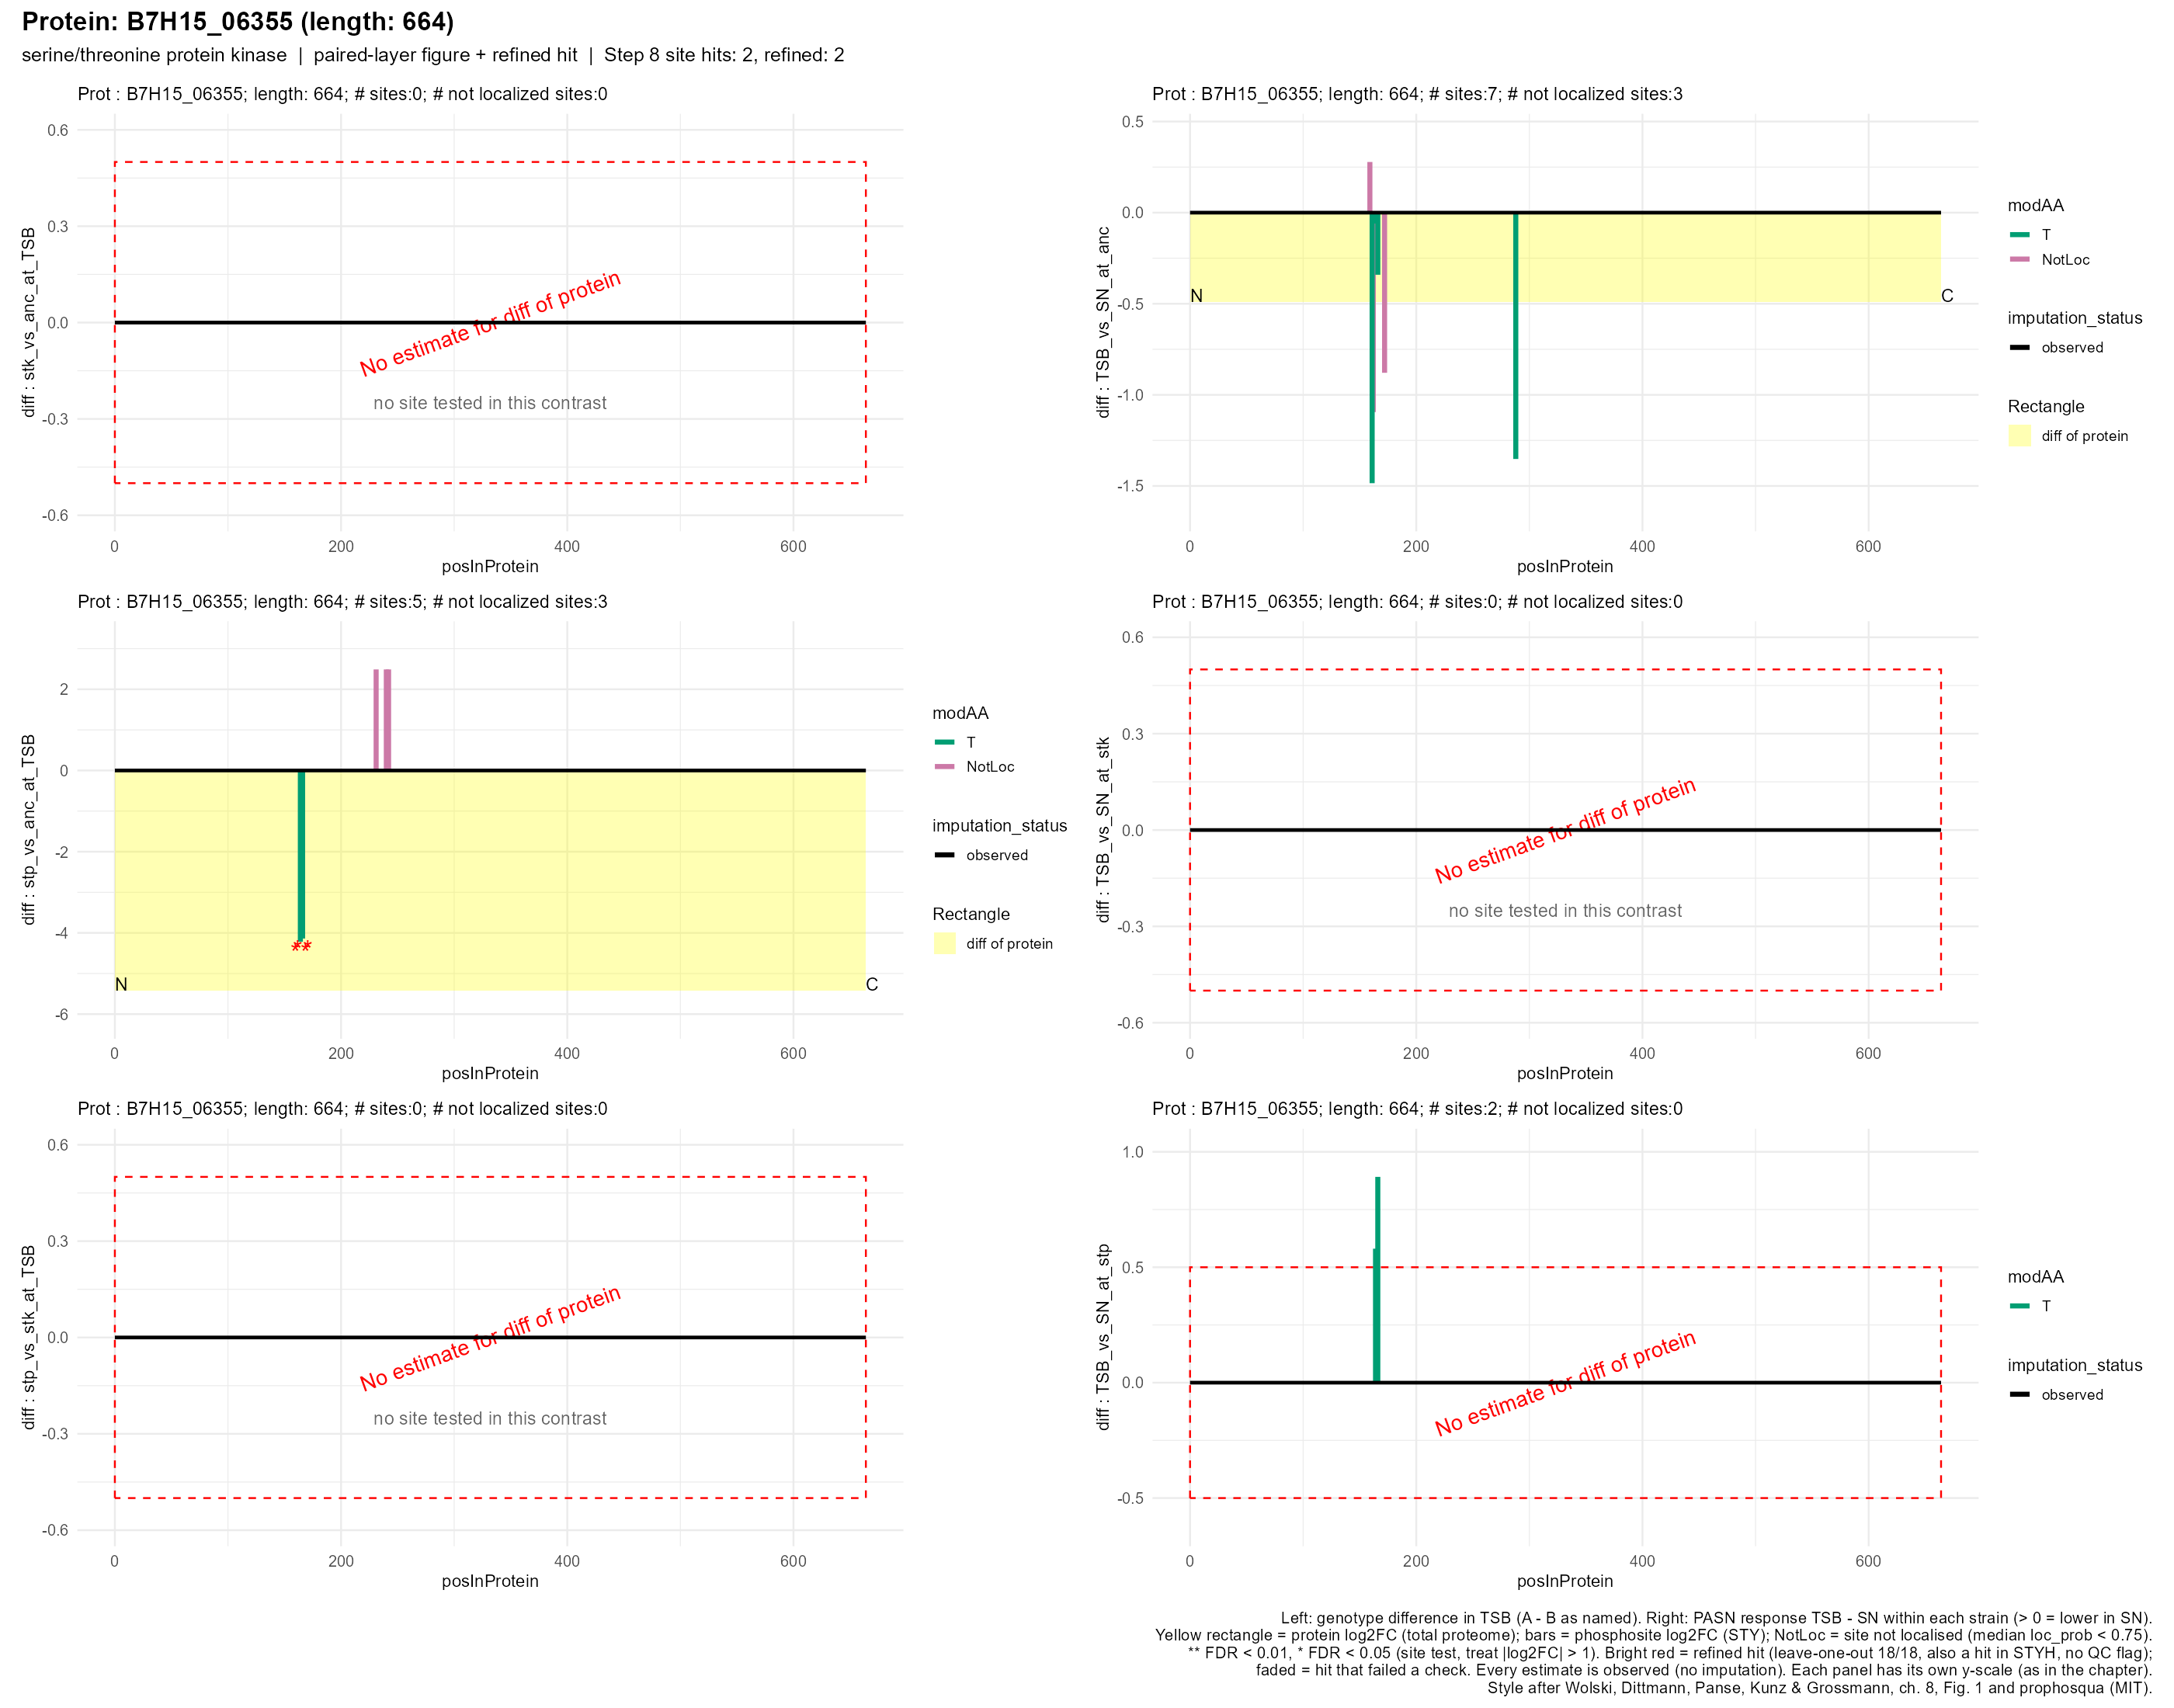 Protein: B7H15_06355 (length: 664)
serine/threonine protein kinase | paired-layer figure + refined hit | Step 8 site hits: 2, refined: 2
Prot : B7H15_06355; length: 664; # sites:0; # not localized sites:0
0.6
0.3
0.0
-0.3
-0.6
diff : stk_vs_anc_at_TSB
No estimate for diff of protein
no site tested in this contrast
0
200
400
600
posInProtein
Prot : B7H15_06355; length: 664; # sites:7; # not localized sites:3
0.5
0.0
-0.5
-1.0
-1.5
diff : TSB_vs_SN_at_anc
N
C
0
200
400
600
posInProtein
modAA
T
NotLoc
imputation_status
observed
Rectangle
diff of protein
Prot : B7H15_06355; length: 664; # sites:5; # not localized sites:3
2
0
-2
-4
-6
diff : stp_vs_anc_at_TSB
**
N
C
0
200
400
600
posInProtein
modAA
T
NotLoc
imputation_status
observed
Rectangle
diff of protein
Prot : B7H15_06355; length: 664; # sites:0; # not localized sites:0
0.6
0.3
0.0
-0.3
-0.6
diff : TSB_vs_SN_at_stk
No estimate for diff of protein
no site tested in this contrast
0
200
400
600
posInProtein
Prot : B7H15_06355; length: 664; # sites:0; # not localized sites:0
0.6
0.3
0.0
-0.3
-0.6
diff : stp_vs_stk_at_TSB
No estimate for diff of protein
no site tested in this contrast
0
200
400
600
posInProtein
Prot : B7H15_06355; length: 664; # sites:2; # not localized sites:0
1.0
0.5
0.0
-0.5
diff : TSB_vs_SN_at_stp
No estimate for diff of protein
0
200
400
600
posInProtein
modAA
T
imputation_status
observed
Left: genotype difference in TSB (A - B as named). Right: PASN response TSB - SN within each strain (> 0 = lower in SN).
Yellow rectangle = protein log2FC (total proteome); bars = phosphosite log2FC (STY); NotLoc = site not localised (median loc_prob < 0.75).
** FDR < 0.01, * FDR < 0.05 (site test, treat |log2FC| > 1). Bright red = refined hit (leave-one-out 18/18, also a hit in STYH, no QC flag);
faded = hit that failed a check. Every estimate is observed (no imputation). Each panel has its own y-scale (as in the chapter).
Style after Wolski, Dittmann, Panse, Kunz & Grossmann, ch. 8, Fig. 1 and prophosqua (MIT).